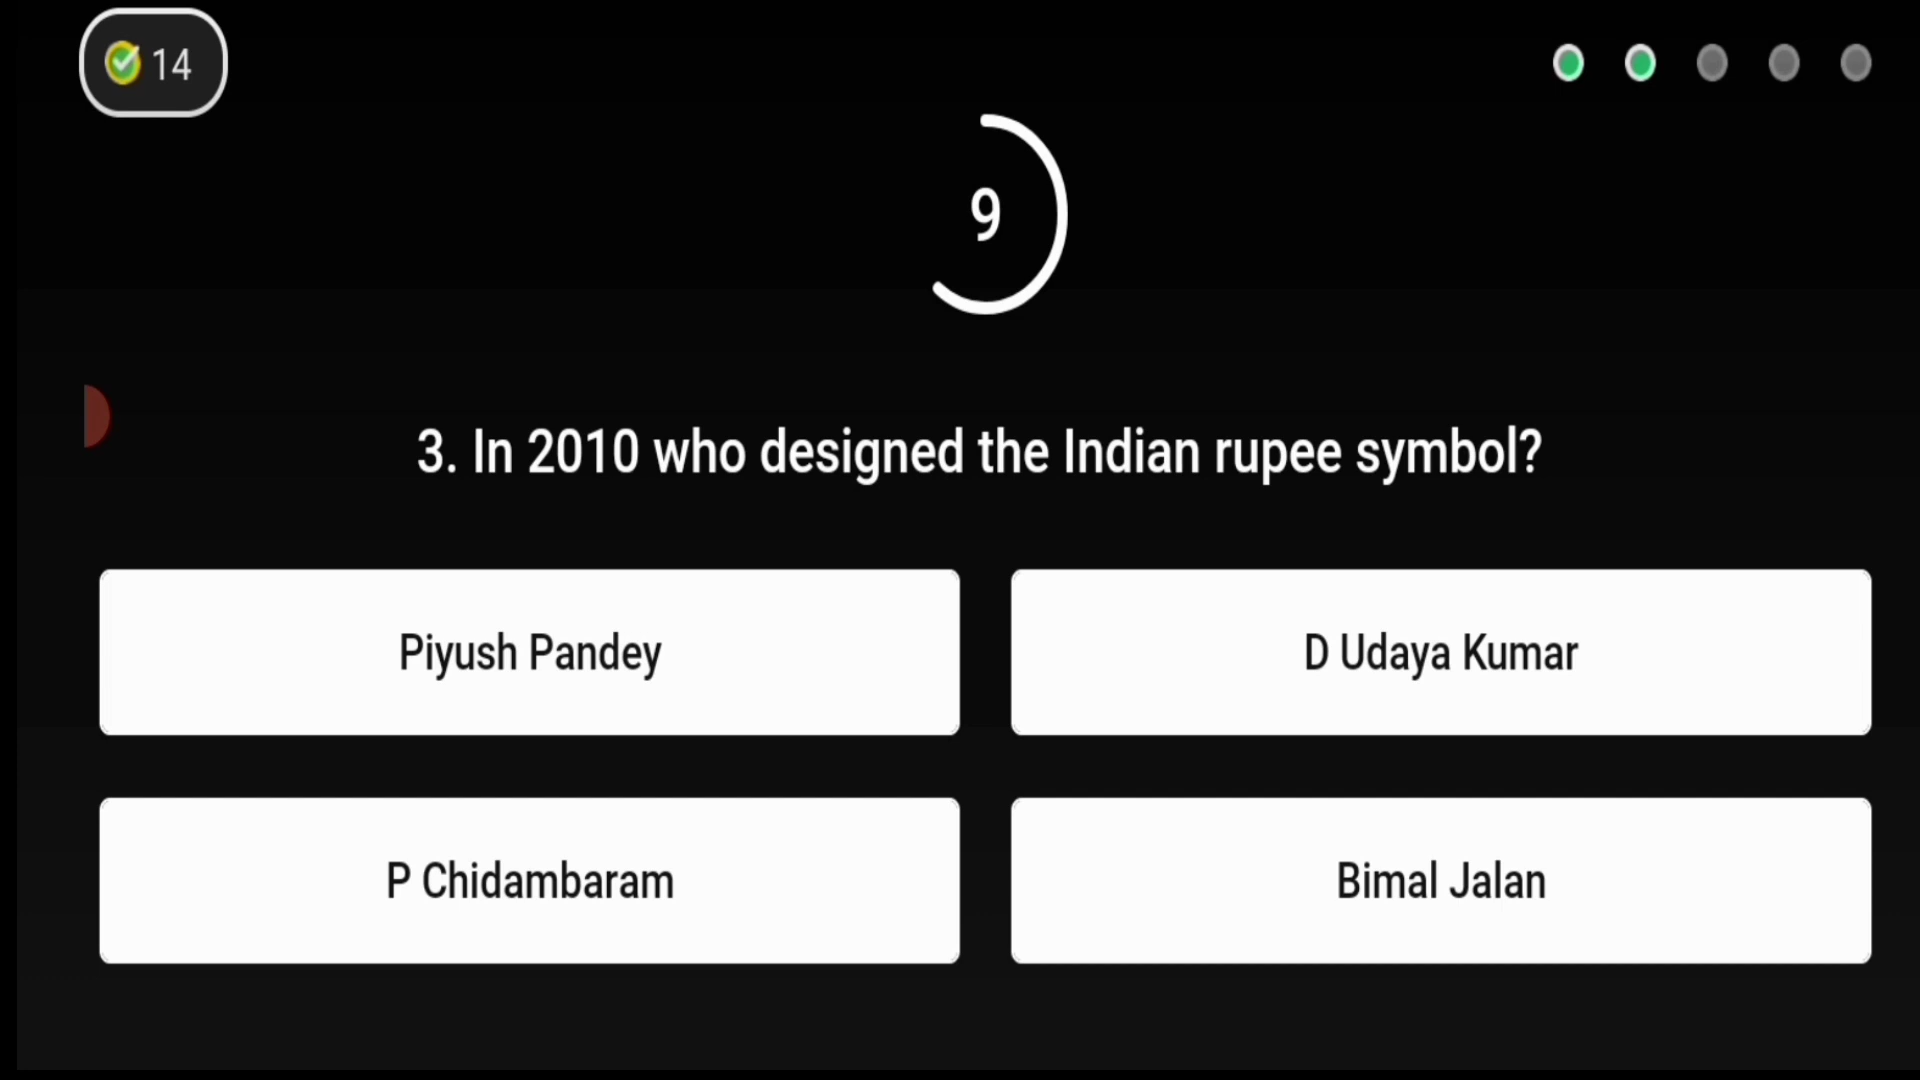 14
9
3. In 2010 who designed the Indian rupee symbol?
Piyush Pandey
D Udaya Kumar
P Chidambaram
Bimal Jalan